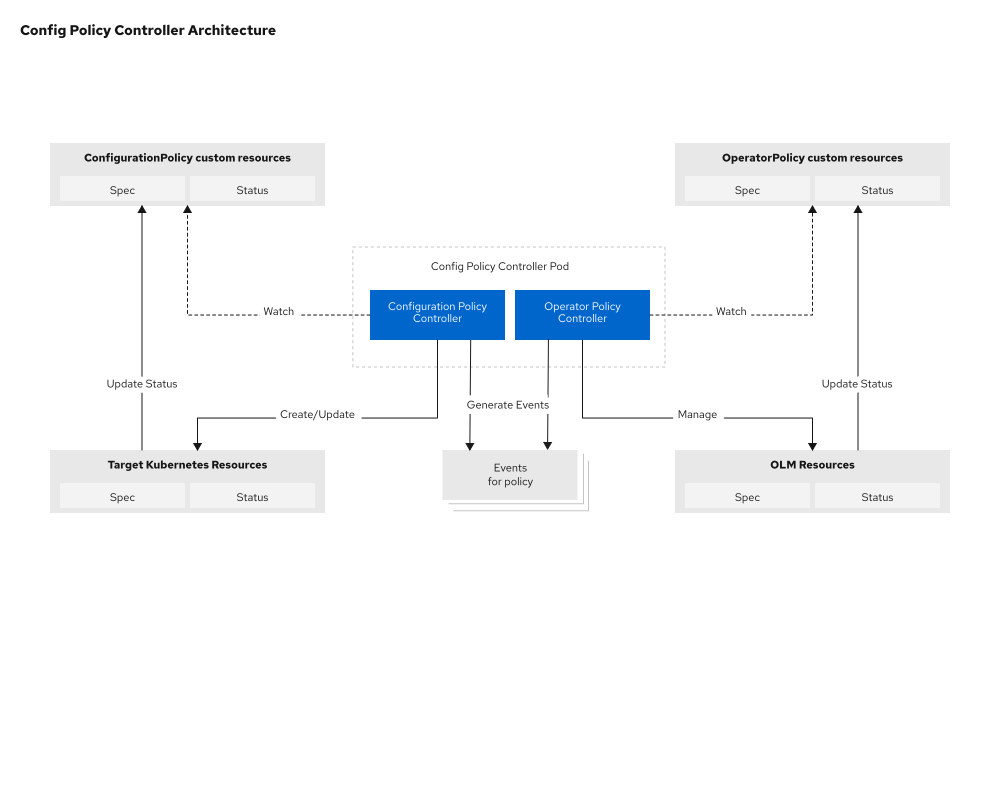 Config Policy Controller Architecture
ConfigurationPolicy custom resources
Spec
Status
OperatorPolicy custom resources
Spec
Status
Config Policy Controller Pod
Configuration Policy
Controller
Operator Policy
Controller
Watch
Watch
Update Status
Update Status
Generate Events
Create/Update
Manage
Target Kubernetes Resources
Spec
Status
Events
for policy
OLM Resources
Spec
Status